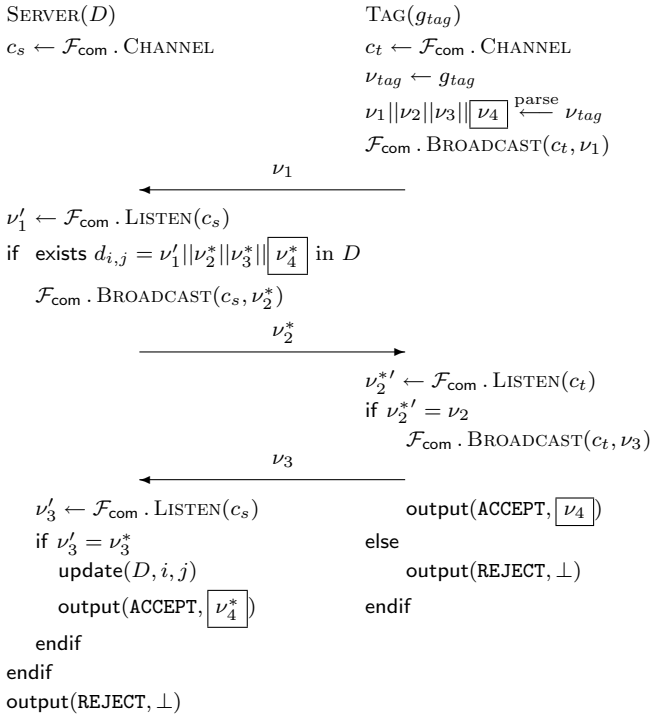 SERVER(D) TAG(g_tag)
c_s ← F_com . CHANNEL c_t ← F_com . CHANNEL
ν_tag ← g_tag
ν_1||ν_2||ν_3||ν_4 ←parse ν_tag
F_com . BROADCAST(c_t, ν_1)
ν_1
ν′_1 ← F_com . LISTEN(c_s)
if exists d_{i,j} = ν′_1||ν*_2||ν*_3||ν*_4 in D
F_com . BROADCAST(c_s, ν*_2)
ν*_2
ν*′_2 ← F_com . LISTEN(c_t)
if ν*′_2 = ν_2
F_com . BROADCAST(c_t, ν_3)
ν_3
ν′_3 ← F_com . LISTEN(c_s) output(ACCEPT, ν_4)
if ν′_3 = ν*_3 else
update(D, i, j) output(REJECT, ⊥)
output(ACCEPT, ν*_4) endif
endif
endif
output(REJECT, ⊥)